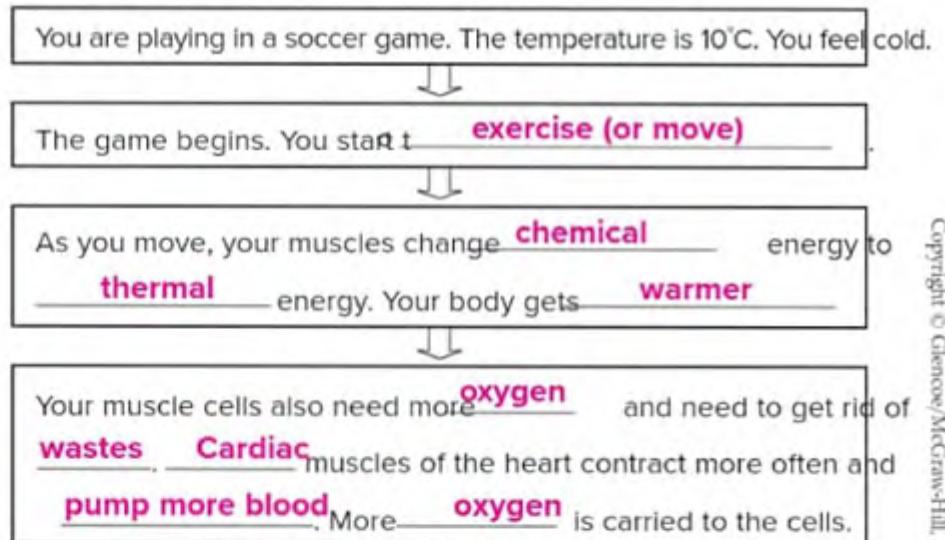 You are playing in a soccer game. The temperature is 10°C. You feel cold.
The game begins. You start t exercise (or move) .
As you move, your muscles change chemical energy to
thermal energy. Your body gets warmer
Your muscle cells also need more oxygen and need to get rid of
wastes. Cardiac muscles of the heart contract more often and
pump more blood. More oxygen is carried to the cells.
Copyright © Glencoe/McGraw-Hill.